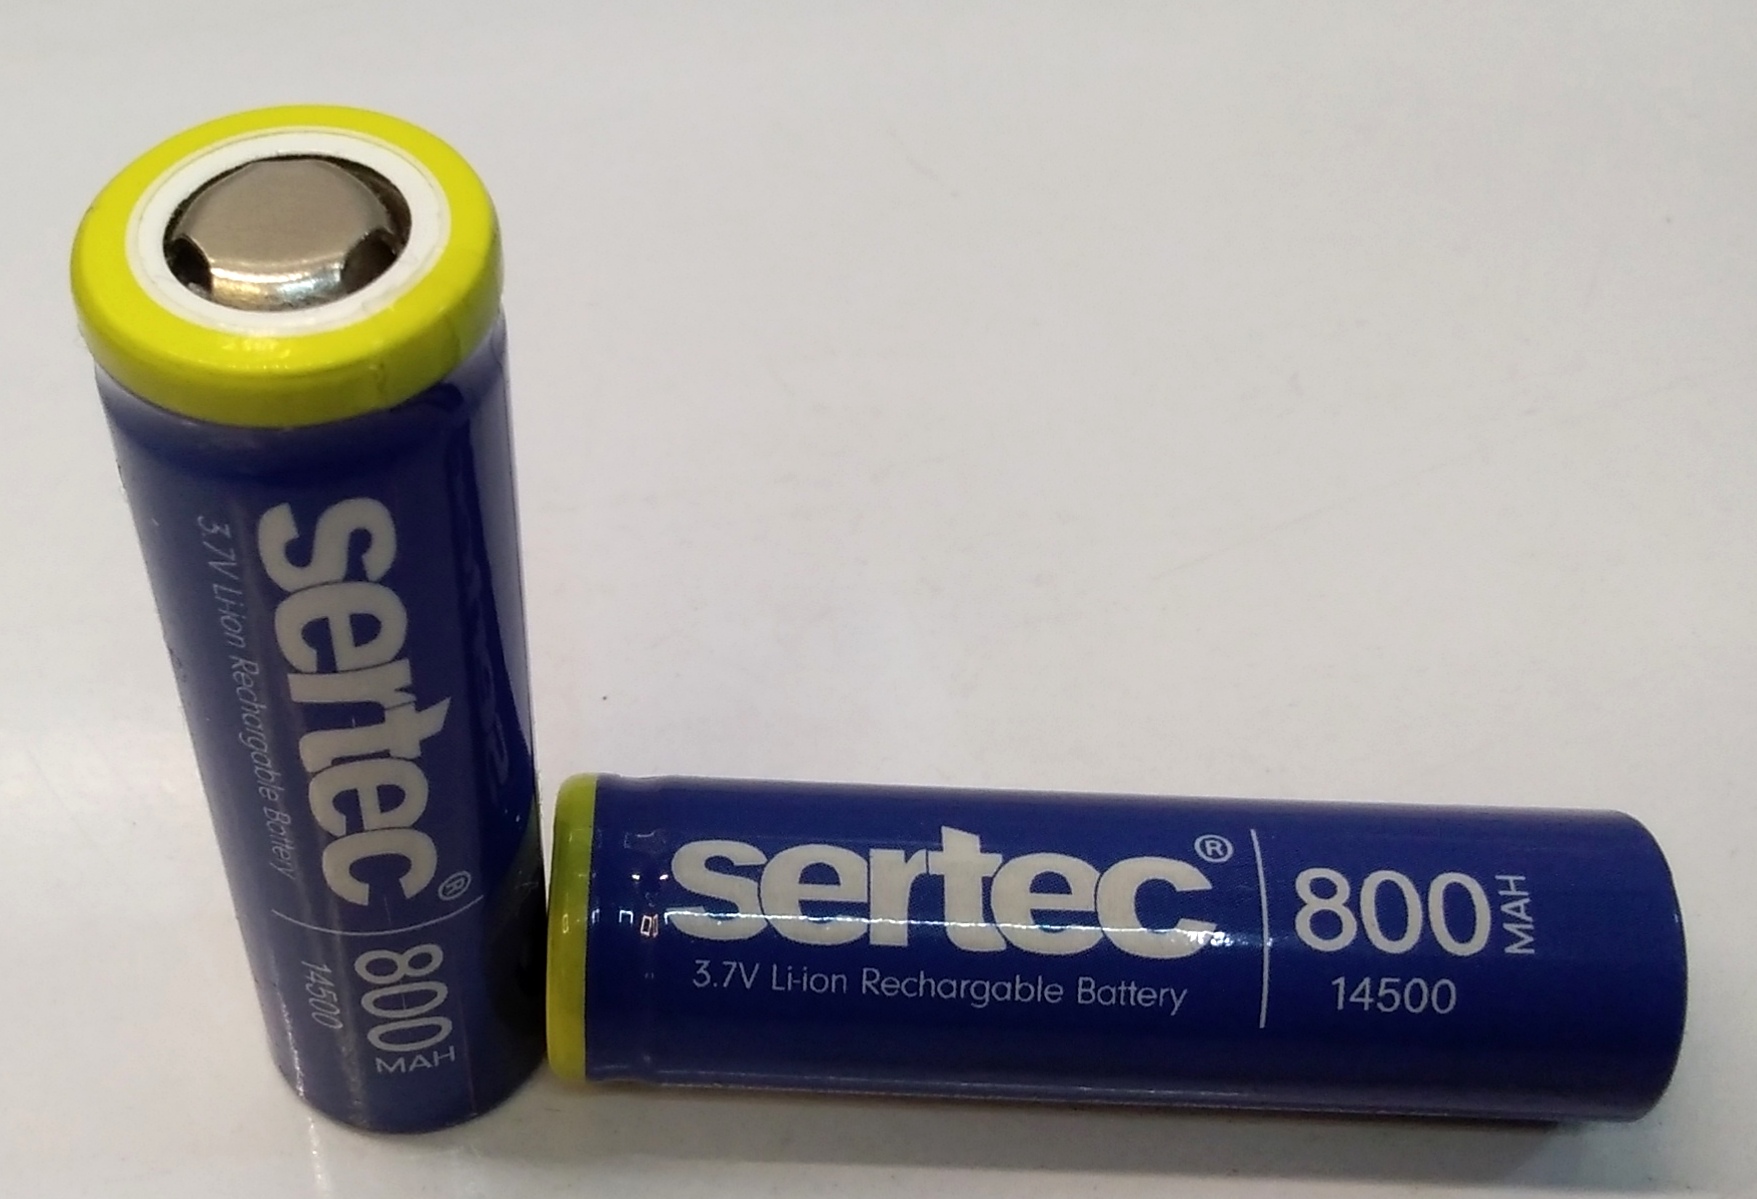 sertec®
3.7V Li-ion Rechargable Battery
800
MAH
14500
sertec® 800 MAH
3.7V Li-ion Rechargable Battery 14500